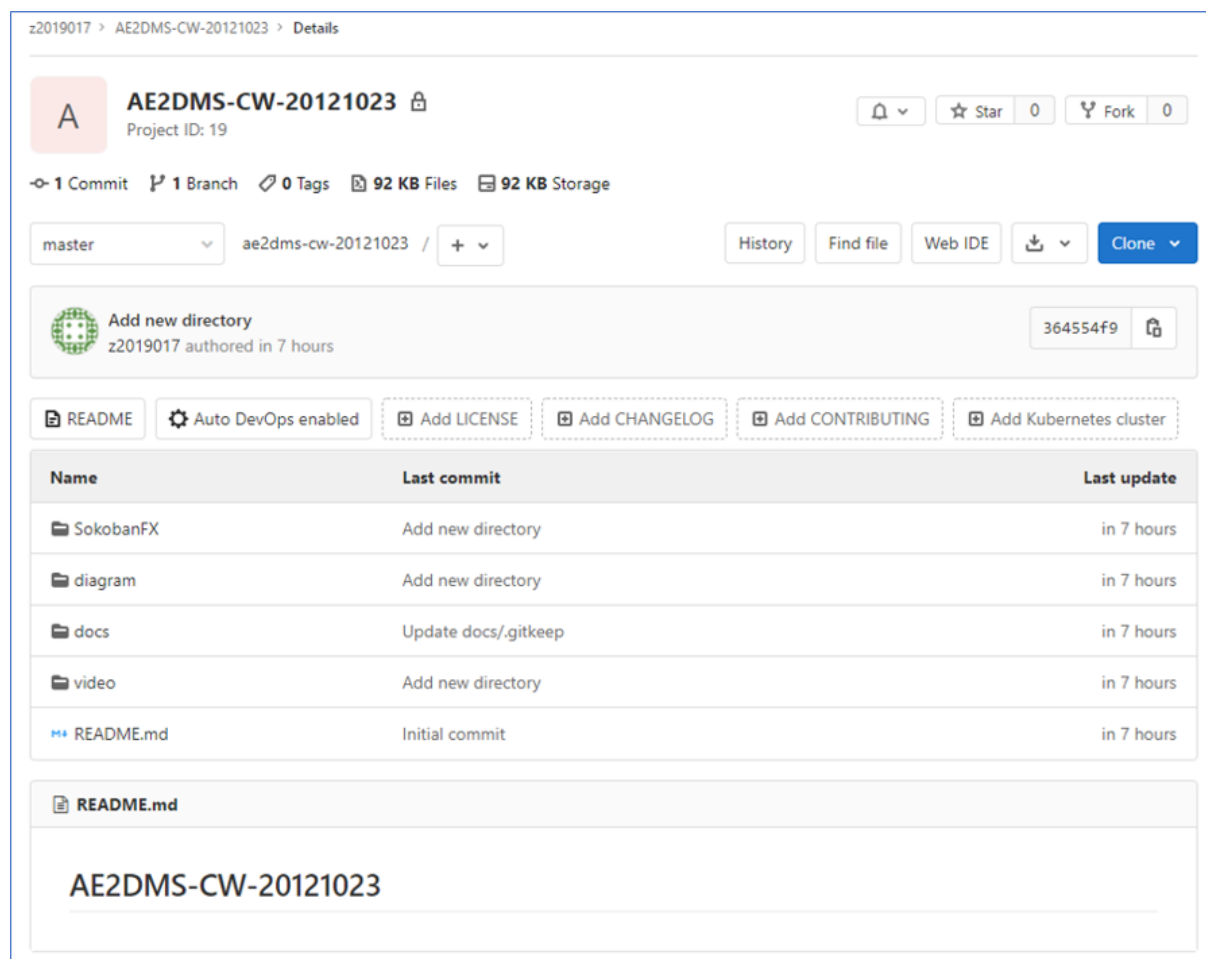 z2019017 > AE2DMS-CW-20121023 > Details
A
AE2DMS-CW-20121023
Project ID: 19
Star 0 Fork 0
1 Commit 1 Branch 0 Tags 92 KB Files 92 KB Storage
master ae2dms-cw-20121023 / + History Find file Web IDE Clone
Add new directory
z2019017 authored in 7 hours
364554f9
README Auto DevOps enabled Add LICENSE Add CHANGELOG Add CONTRIBUTING Add Kubernetes cluster
Name Last commit Last update
SokobanFX Add new directory in 7 hours
diagram Add new directory in 7 hours
docs Update docs/.gitkeep in 7 hours
video Add new directory in 7 hours
M↓ README.md Initial commit in 7 hours
README.md
AE2DMS-CW-20121023